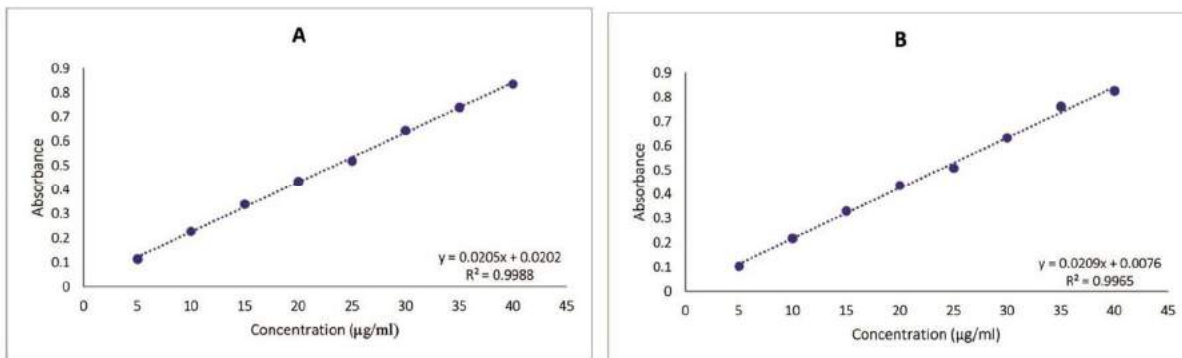 A
0.9
0.8
0.7
0.6
0.5
0.4
0.3
0.2
0.1
0
Absorbance
y = 0.0205x + 0.0202
R² = 0.9988
0 5 10 15 20 25 30 35 40 45
Concentration (µg/ml)
B
0.9
0.8
0.7
0.6
0.5
0.4
0.3
0.2
0.1
0
Absorbance
y = 0.0209x + 0.0076
R² = 0.9965
0 5 10 15 20 25 30 35 40 45
Concentration (µg/ml)